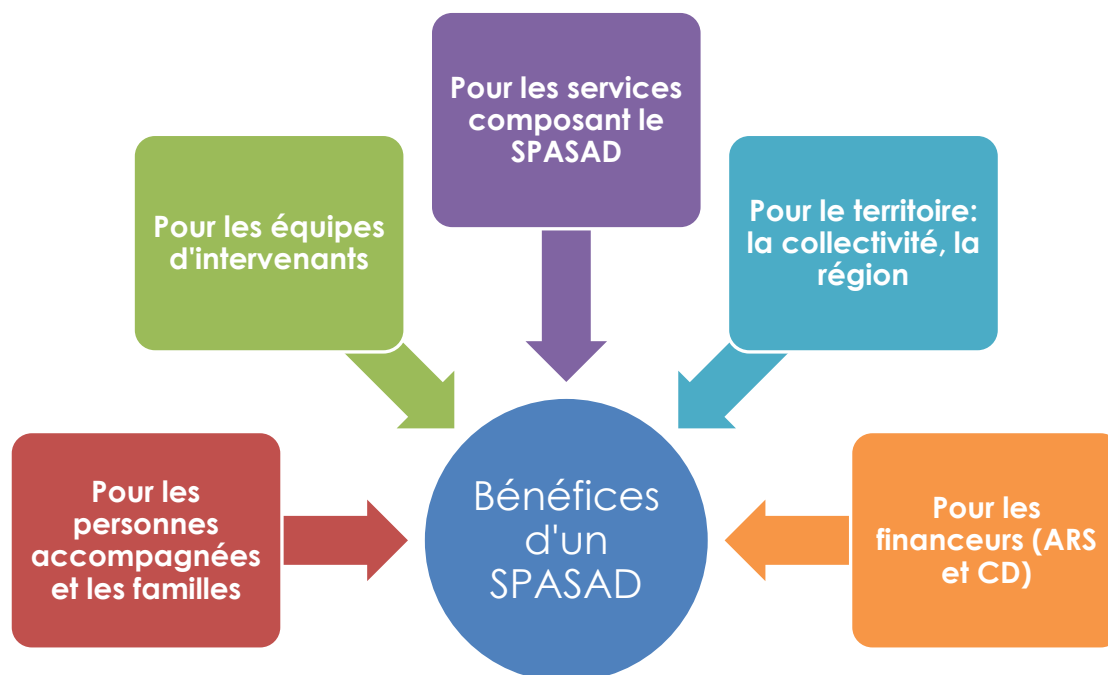 Pour les services
composant le
SPASAD
Pour les équipes
d'intervenants
Pour le territoire:
la collectivité, la
région
Pour les
personnes
accompagnées
et les familles
Bénéfices
d'un
SPASAD
Pour les
financeurs (ARS
et CD)